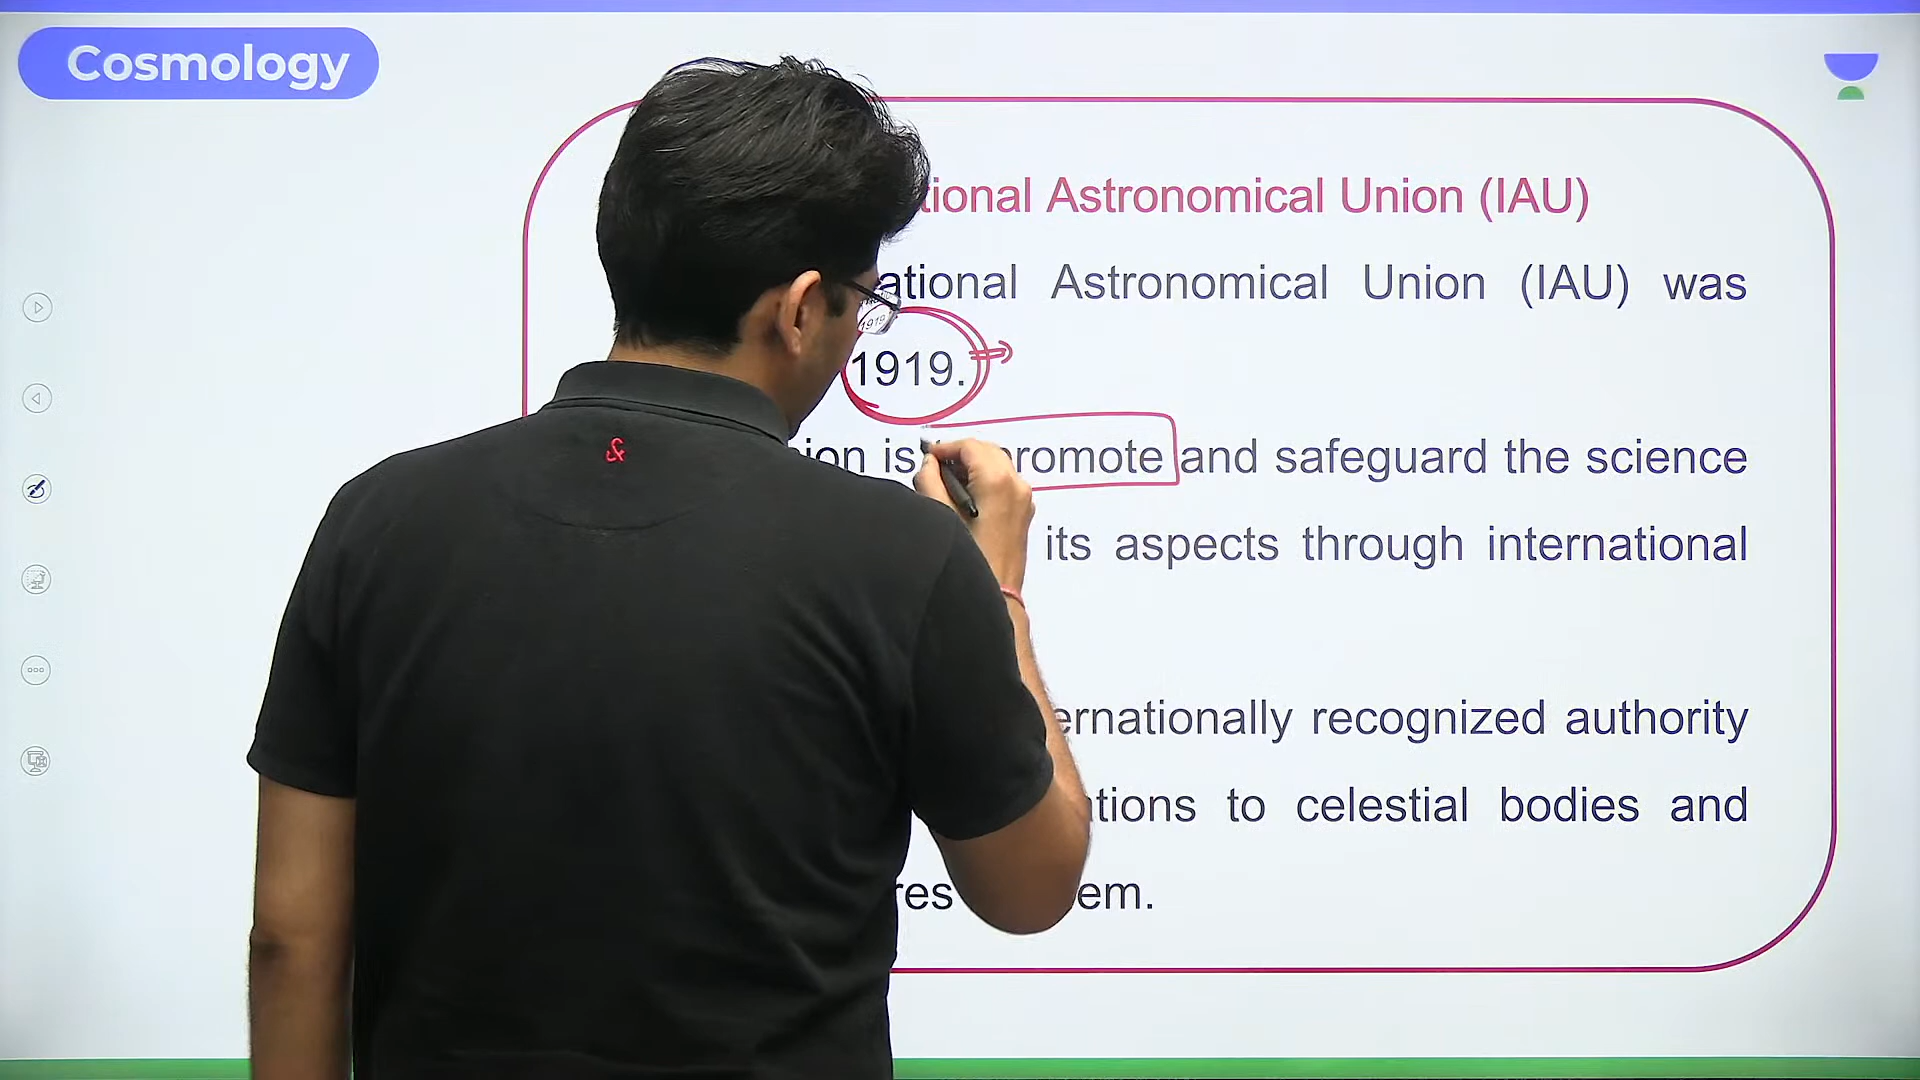 Cosmology
tional Astronomical Union (IAU)
ational Astronomical Union (IAU) was
1919.
ion is promote and safeguard the science
its aspects through international
ernationally recognized authority
tions to celestial bodies and
res em.
&
1919